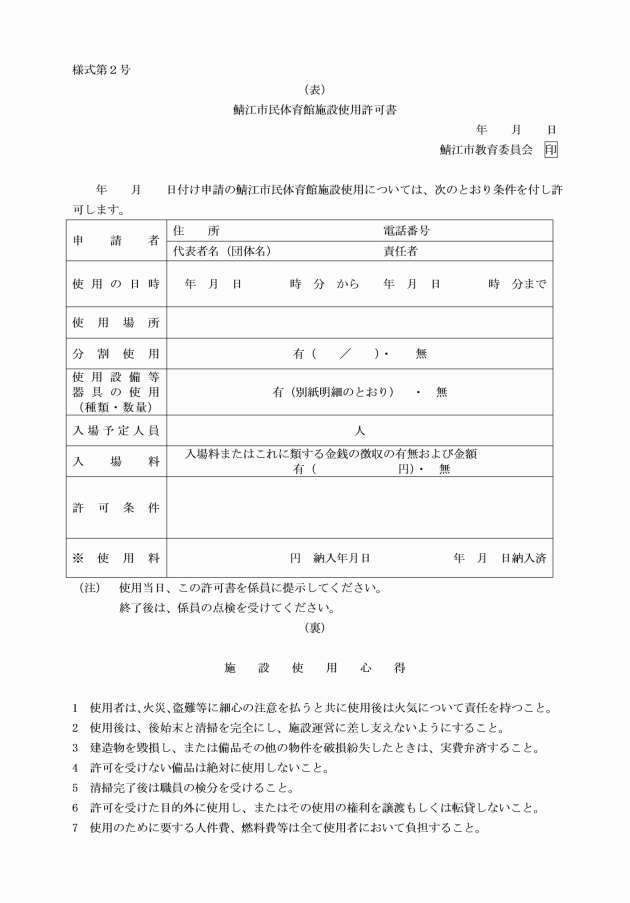 様式第２号
（表）
鯖江市民体育館施設使用許可書
年　　月　　日
鯖江市教育委員会　印
年　　月　　日付け申請の鯖江市民体育館施設使用については、次のとおり条件を付し許
可します。
申　請　者
住　　所　　　　　　　　電話番号
代表者名（団体名）　　　　　　　　責任者
使用の日時　　年　月　日　　　　時　分　から　　年　月　日　　　　時　分まで
使用場所
分割使用　　有（　　／　　）・　　無
使用設備等
器具の使用
（種類・数量）
有（別紙明細のとおり）　・　無
入場予定人員　　人
入　場　料
入場料またはこれに類する金銭の徴収の有無および金額
有（　　　　　　　円）・　無
許可条件
※使用料　　円　納入年月日　　　　　　　年　月　日納入済
（注）　使用当日、この許可書を係員に提示してください。
終了後は、係員の点検を受けてください。
（裏）
施　設　使　用　心　得
1　使用者は、火災、盗難等に細心の注意を払うと共に使用後は火気について責任を持つこと。
2　使用後は、後始末と清掃を完全にし、施設運営に差し支えないようにすること。
3　建造物を毀損し、または備品その他の物件を破損紛失したときは、実費弁済すること。
4　許可を受けない備品は絶対に使用しないこと。
5　清掃完了後は職員の検分を受けること。
6　許可を受けた目的外に使用し、またはその使用の権利を譲渡もしくは転貸しないこと。
7　使用のために要する人件費、燃料費等は全て使用者において負担すること。